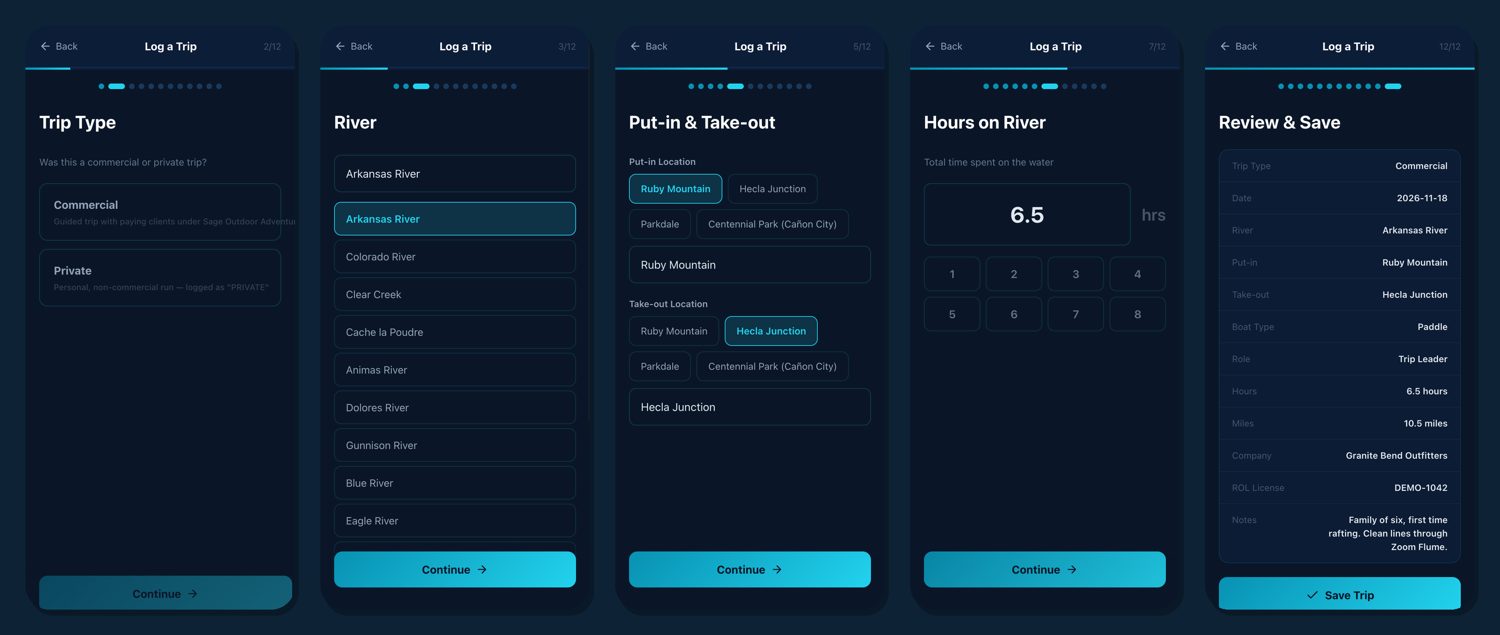 Back
Log a Trip
2/12
Trip Type
Was this a commercial or private trip?
Commercial
Guided trip with paying clients under Sage Outdoor
Private
Personal, non-commercial run — logged as "PRIVATE"
Continue →
Back
Log a Trip
3/12
River
Arkansas River
Arkansas River
Colorado River
Clear Creek
Cache la Poudre
Animas River
Dolores River
Gunnison River
Blue River
Eagle River
Continue →
Back
Log a Trip
5/12
Put-in & Take-out
Put-in Location
Ruby Mountain
Hecla Junction
Parkdale
Centennial Park (Cañon City)
Ruby Mountain
Take-out Location
Ruby Mountain
Hecla Junction
Parkdale
Centennial Park (Cañon City)
Hecla Junction
Continue →
Back
Log a Trip
7/12
Hours on River
Total time spent on the water
6.5 hrs
1 2 3 4
5 6 7 8
Continue →
Back
Log a Trip
12/12
Review & Save
Trip Type Commercial
Date 2026-11-18
River Arkansas River
Put-in Ruby Mountain
Take-out Hecla Junction
Boat Type Paddle
Role Trip Leader
Hours 6.5 hours
Miles 10.5 miles
Company Granite Bend Outfitters
ROL License DEMO-1042
Notes Family of six, first time
rafting. Clean lines through
Zoom Flume.
Save Trip